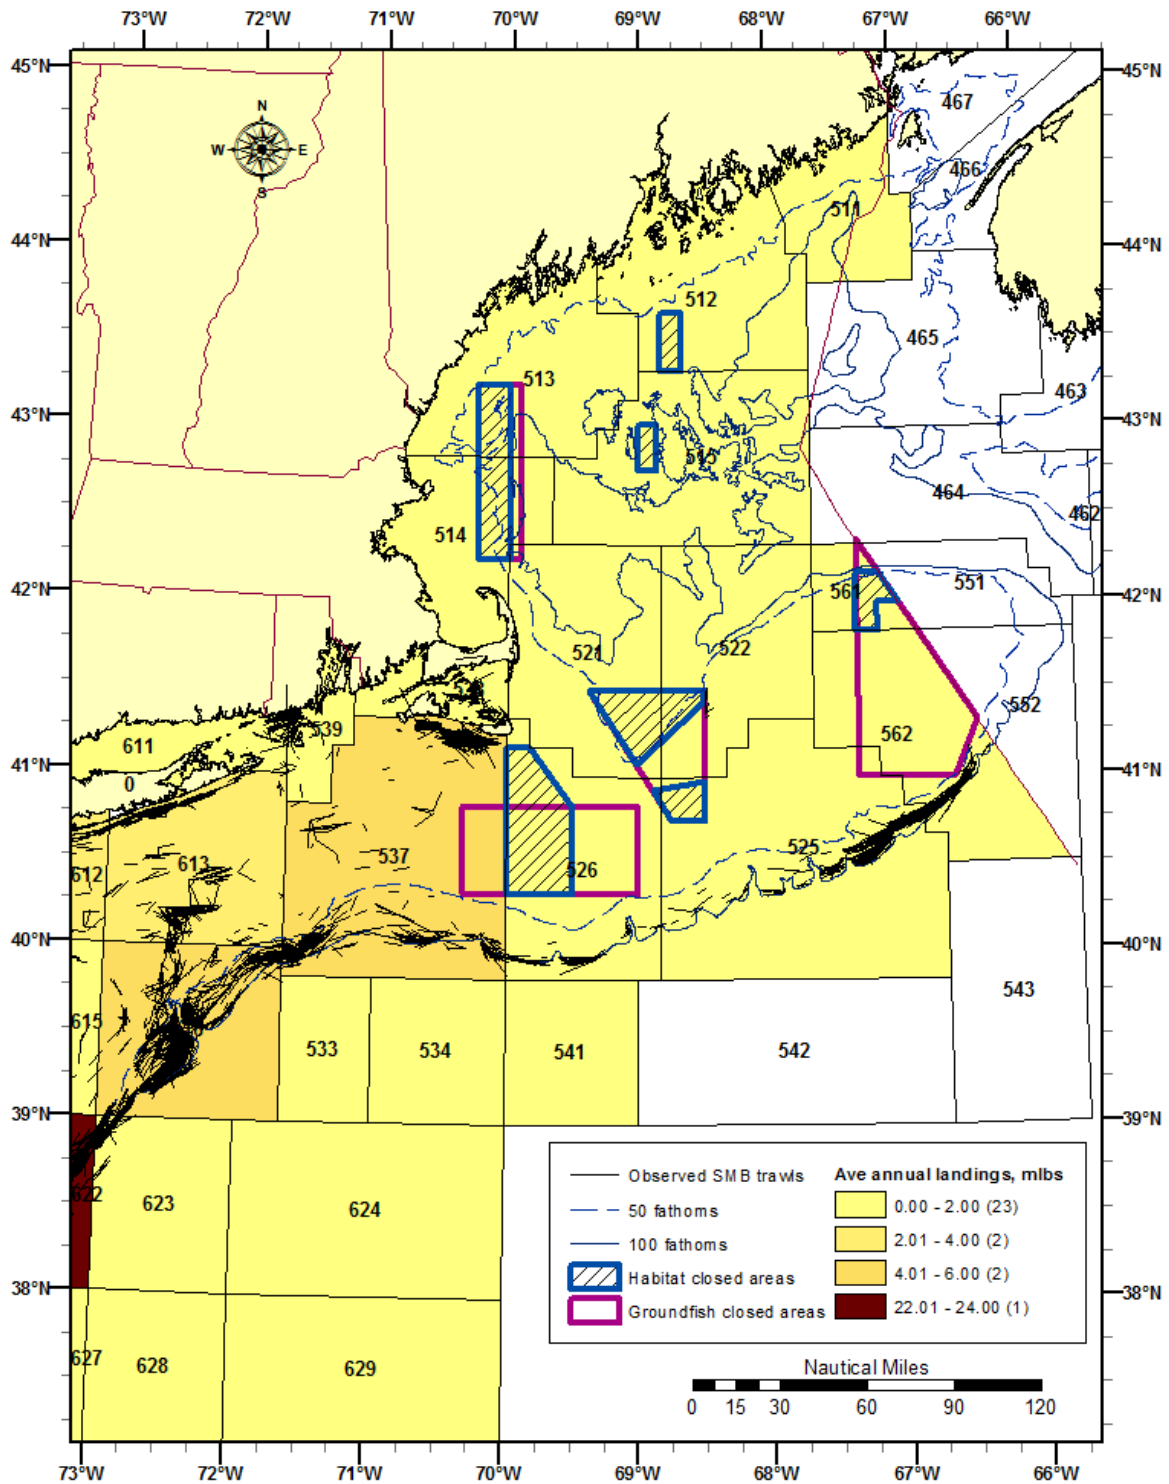 73°W 72°W 71°W 70°W 69°W 68°W 67°W 66°W
45°N 45°N
467
N
W E
S
466
511
44°N 44°N
512
465
513
463
43°N 43°N
515
464
462
514
551
42°N 42°N
561
521 522
552
539
562
611
41°N 41°N
0
525
537
613
526
612
40°N 40°N
543
615
533 534 541 542
39°N 39°N
Observed SMB trawls
50 fathoms
100 fathoms
Habitat closed areas
Groundfish closed areas
Ave annual landings, mlbs
0.00 - 2.00 (23)
2.01 - 4.00 (2)
4.01 - 6.00 (2)
22.01 - 24.00 (1)
622
623
624
38°N 38°N
627
628
629
Nautical Miles
0 15 30 60 90 120
73°W 72°W 71°W 70°W 69°W 68°W 67°W 66°W